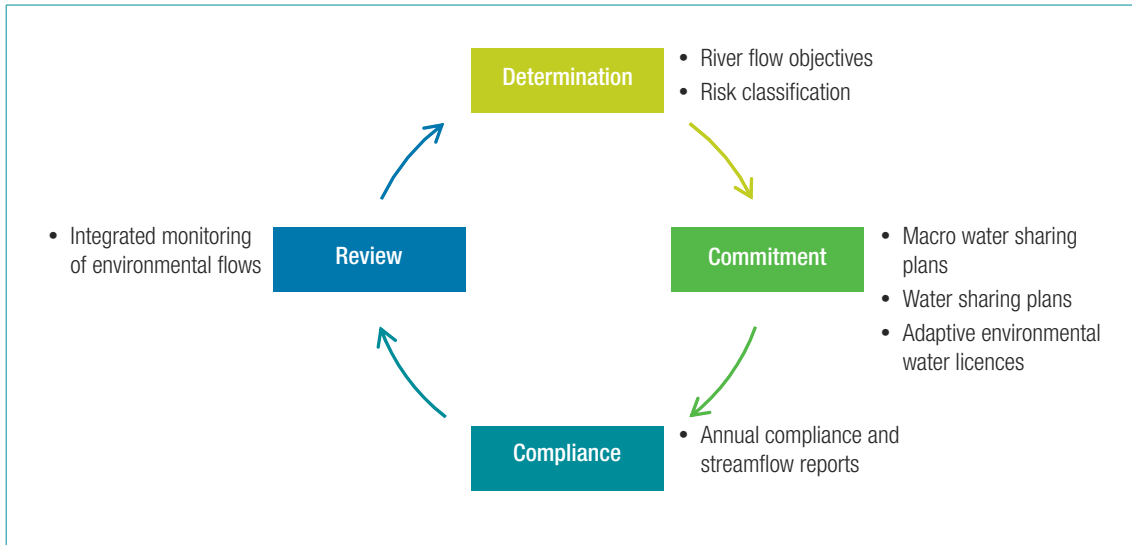 Determination
• River flow objectives
• Risk classification
• Integrated monitoring
of environmental flows
Review
Commitment
• Macro water sharing
plans
• Water sharing plans
• Adaptive environmental
water licences
Compliance
• Annual compliance and
streamflow reports